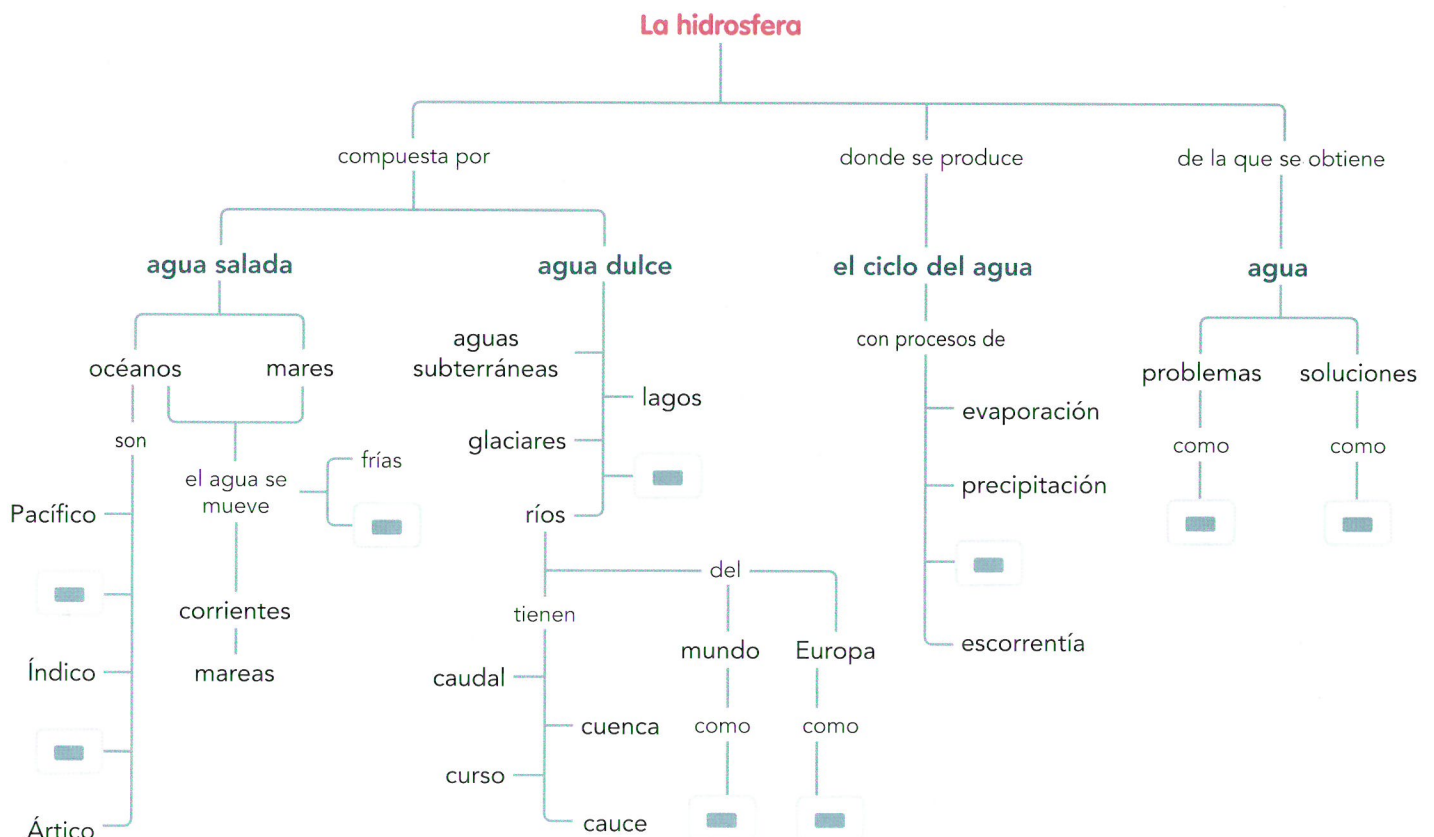 La hidrosfera
compuesta por
donde se produce
de la que se obtiene
agua salada
agua dulce
el ciclo del agua
agua
océanos
mares
son
Pacífico
Índico
Ártico
el agua se
mueve
frías
corrientes
mareas
aguas
subterráneas
lagos
glaciares
ríos
tienen
caudal
cuenca
curso
cauce
del
mundo
Europa
como
como
con procesos de
evaporación
precipitación
escorrentía
problemas
soluciones
como
como